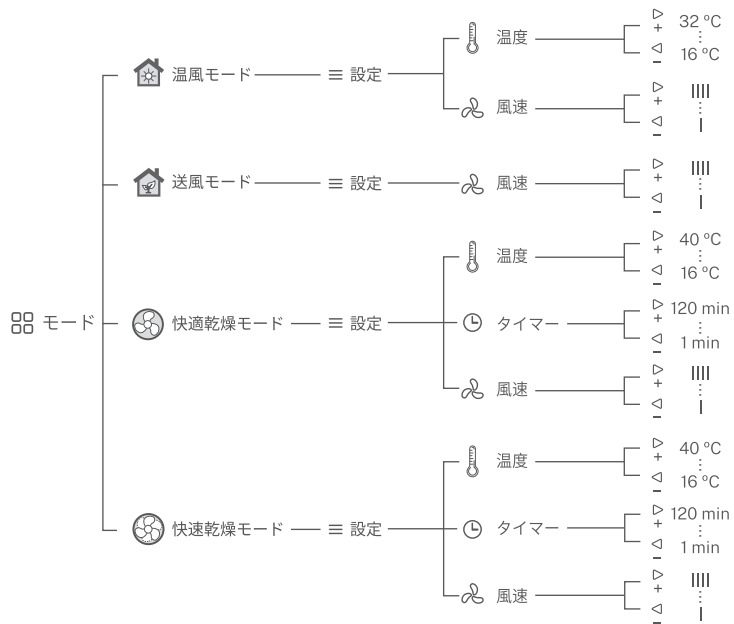 モード
温風モード
設定
温度
+
32 ℃
16 ℃
−
風速
+
−
送風モード
設定
風速
+
−
快適乾燥モード
設定
温度
+
40 ℃
16 ℃
−
タイマー
+
120 min
1 min
−
風速
+
−
快速乾燥モード
設定
温度
+
40 ℃
16 ℃
−
タイマー
+
120 min
1 min
−
風速
+
−